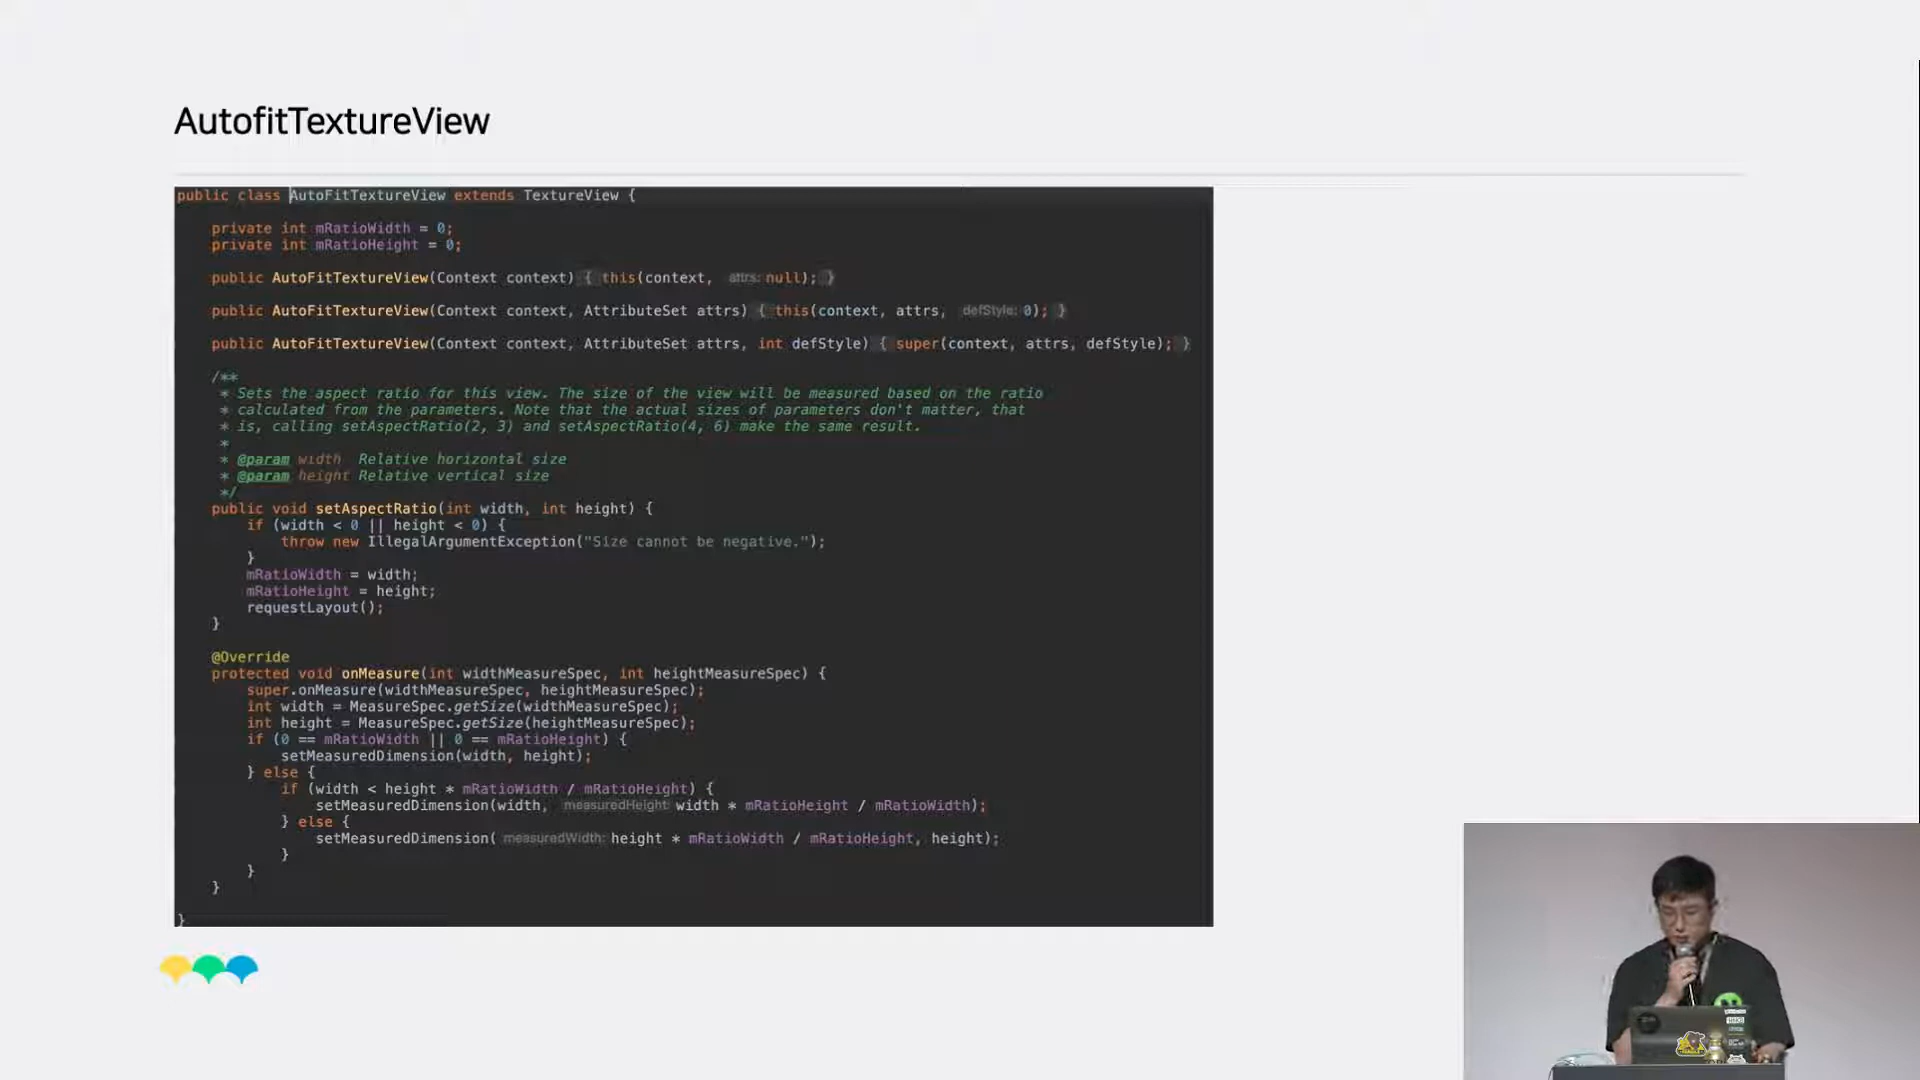 AutofitTextureView
public class AutoFitTextureView extends TextureView {
private int mRatioWidth = 0;
private int mRatioHeight = 0;
public AutoFitTextureView(Context context) { this(context, attrs: null); }
public AutoFitTextureView(Context context, AttributeSet attrs) { this(context, attrs, defStyle: 0); }
public AutoFitTextureView(Context context, AttributeSet attrs, int defStyle) { super(context, attrs, defStyle); }
/**
* Sets the aspect ratio for this view. The size of the view will be measured based on the ratio
* calculated from the parameters. Note that the actual sizes of parameters don't matter, that
* is, calling setAspectRatio(2, 3) and setAspectRatio(4, 6) make the same result.
*
* @param width  Relative horizontal size
* @param height Relative vertical size
*/
public void setAspectRatio(int width, int height) {
if (width < 0 || height < 0) {
throw new IllegalArgumentException("Size cannot be negative.");
}
mRatioWidth = width;
mRatioHeight = height;
requestLayout();
}
@Override
protected void onMeasure(int widthMeasureSpec, int heightMeasureSpec) {
super.onMeasure(widthMeasureSpec, heightMeasureSpec);
int width = MeasureSpec.getSize(widthMeasureSpec);
int height = MeasureSpec.getSize(heightMeasureSpec);
if (0 == mRatioWidth || 0 == mRatioHeight) {
setMeasuredDimension(width, height);
} else {
if (width < height * mRatioWidth / mRatioHeight) {
setMeasuredDimension(width, measuredHeight: width * mRatioHeight / mRatioWidth);
} else {
setMeasuredDimension( measuredWidth: height * mRatioWidth / mRatioHeight, height);
}
}
}
}